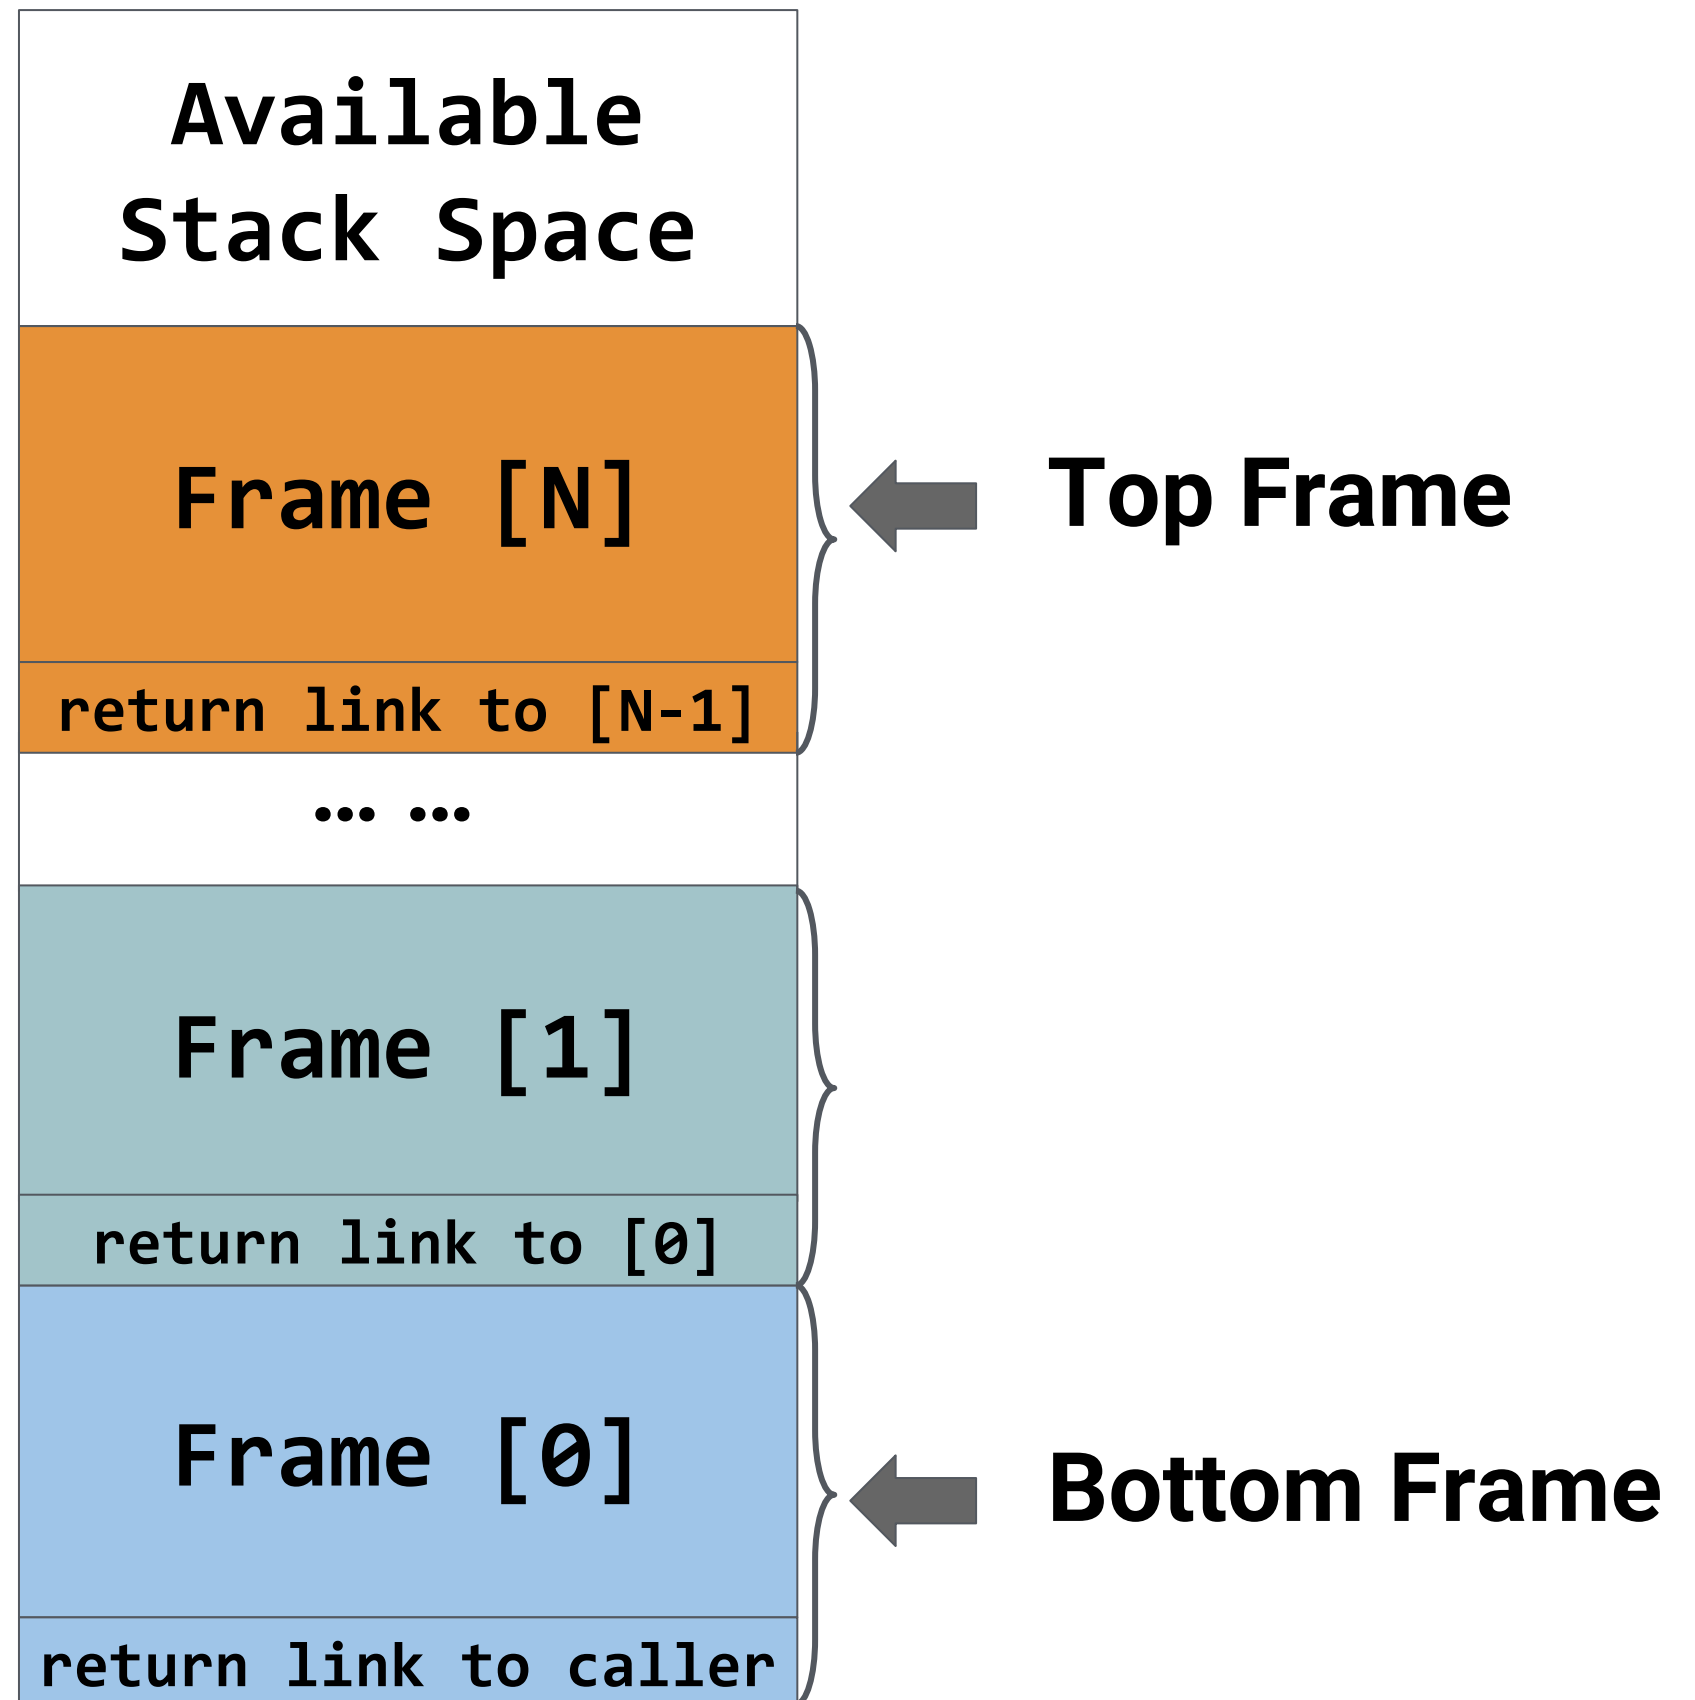 Available
Stack Space
Frame [N]
Top Frame
return link to [N-1]
... ...
Frame [1]
return link to [0]
Frame [0]
Bottom Frame
return link to caller